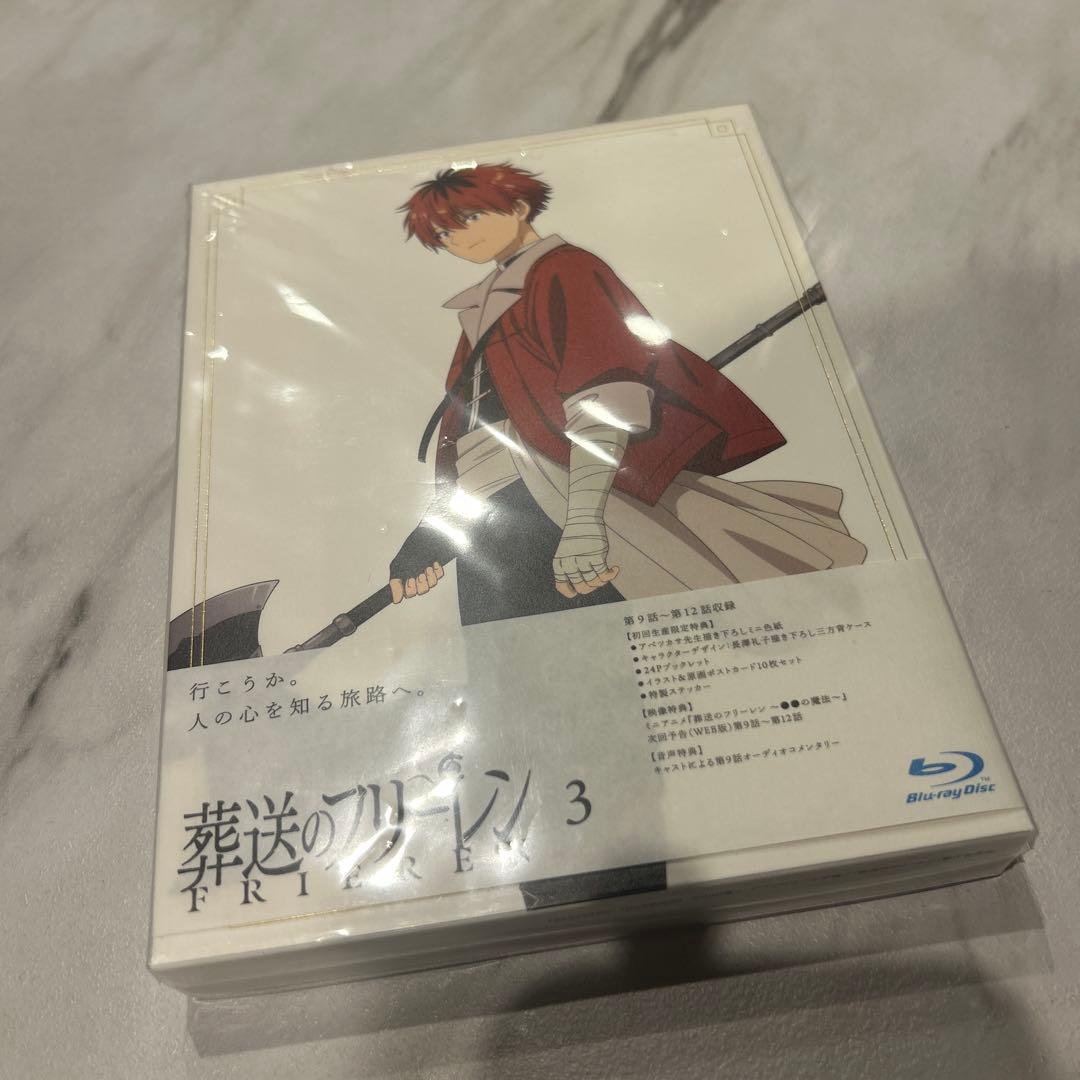 第9話～第12話収録
【初回生産限定特典】
●アベツカサ先生描き下ろしミニ色紙
●キャラクターデザイン：長澤礼子描き下ろし三方背ケース
●24Pブックレット
●イラスト&原画ポストカード10枚セット
●特製ステッカー
【映像特典】
ミニアニメ『葬送のフリーレン ～●●の魔法～』
次回予告（WEB版）第9話～第12話
【音声特典】
キャストによる第9話オーディオコメンタリー
行こうか。
人の心を知る旅路へ。
葬送のフリーレン 3
FRIEREN
Blu-ray Disc™